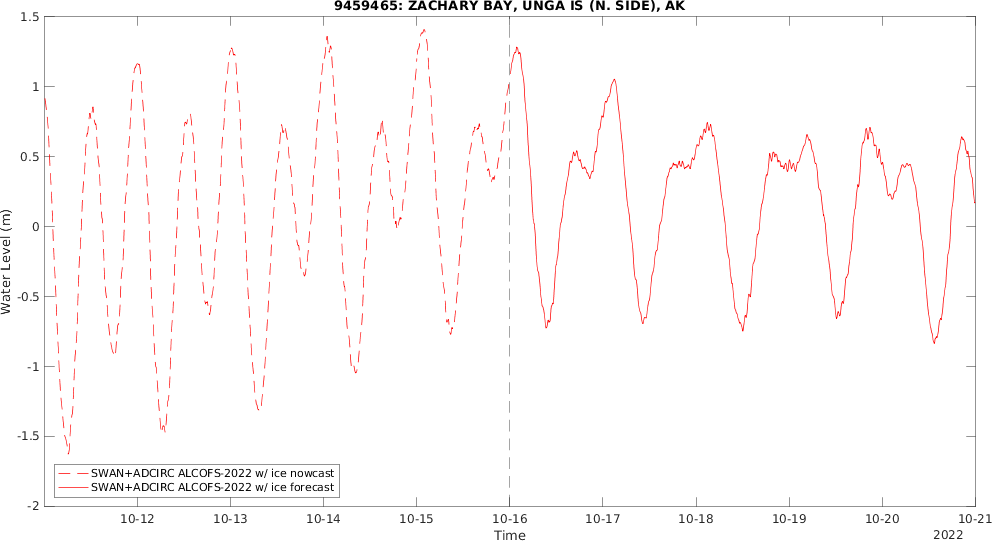 9459465: ZACHARY BAY, UNGA IS (N. SIDE), AK
1.5
1
0.5
0
-0.5
-1
-1.5
-2
Water Level (m)
SWAN+ADCIRC ALCOFS-2022 w/ ice nowcast
SWAN+ADCIRC ALCOFS-2022 w/ ice forecast
10-12 10-13 10-14 10-15 10-16 10-17 10-18 10-19 10-20 10-21
Time
2022